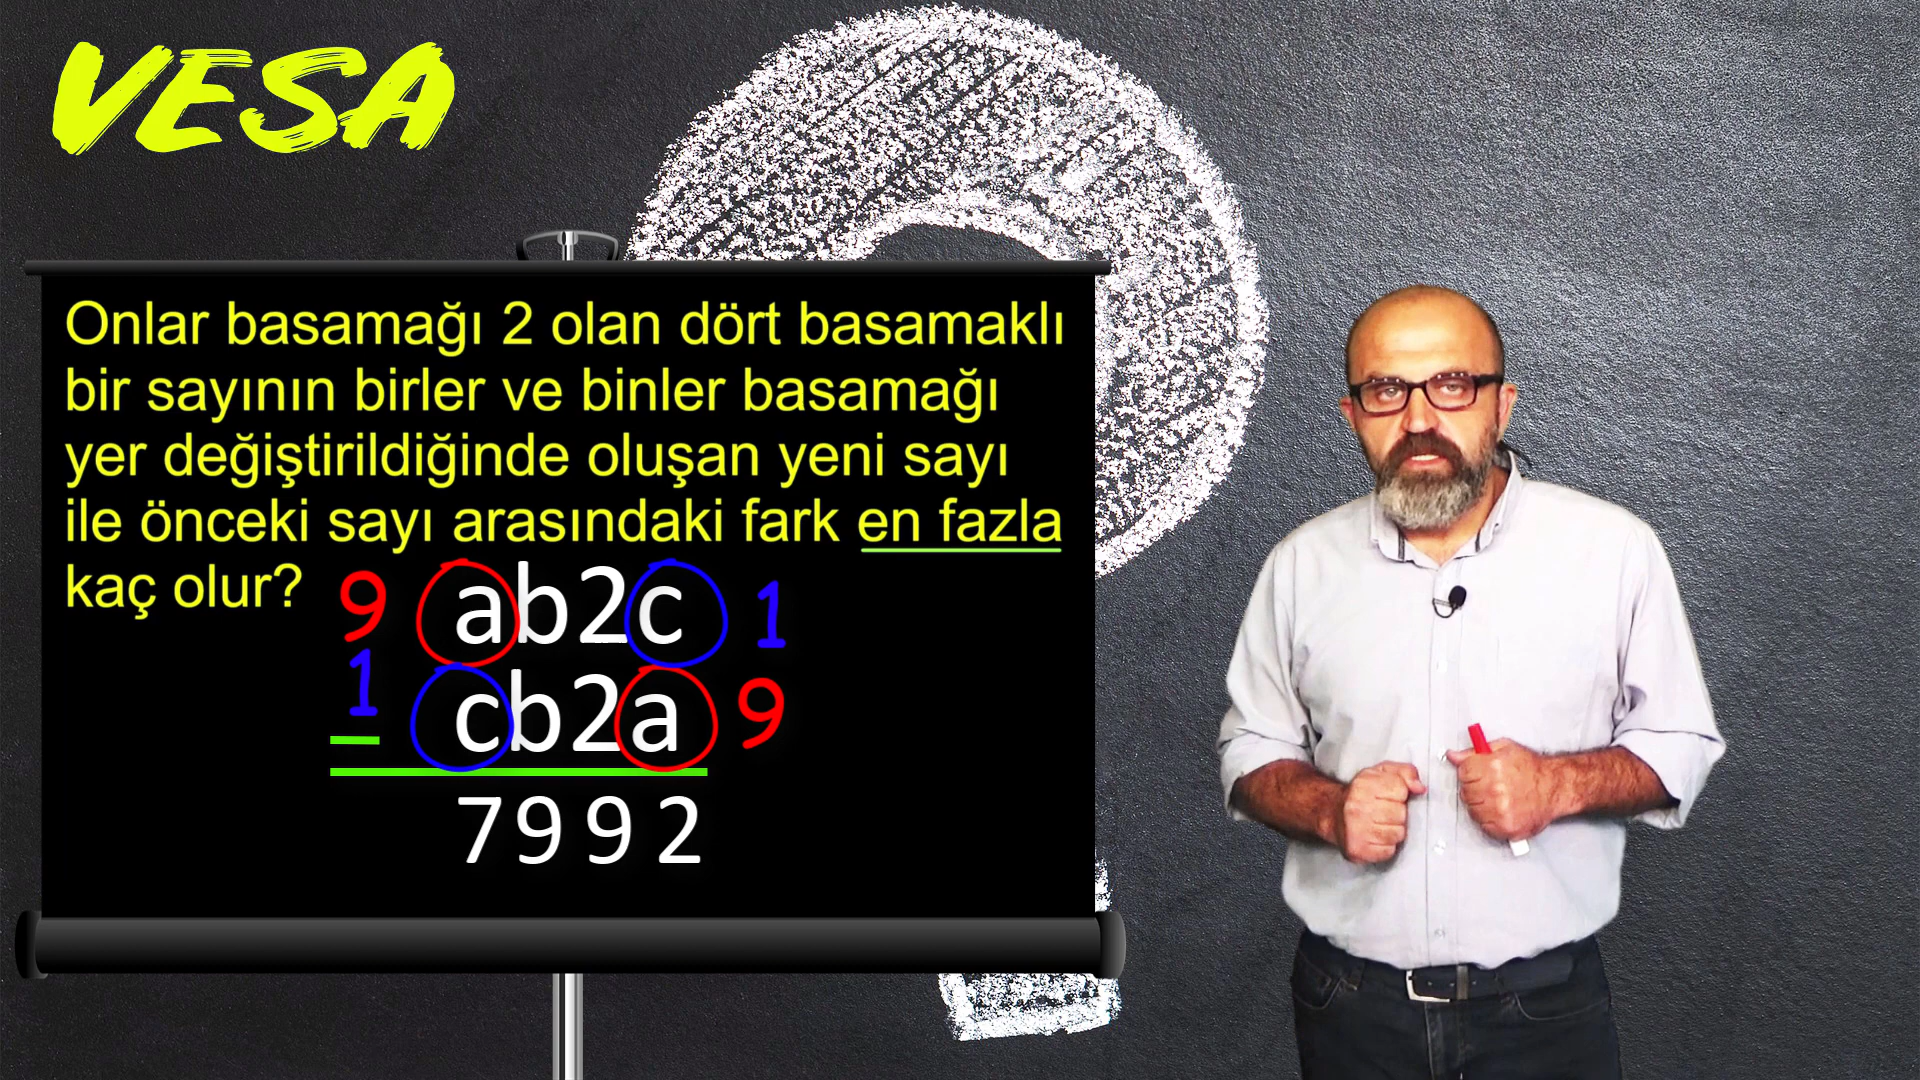 VESA
Onlar basamağı 2 olan dört basamaklı
bir sayının birler ve binler basamağı
yer değiştirildiğinde oluşan yeni sayı
ile önceki sayı arasındaki fark en fazla
kaç olur?
9 ab2c 1
1 cb2a 9
–
7992